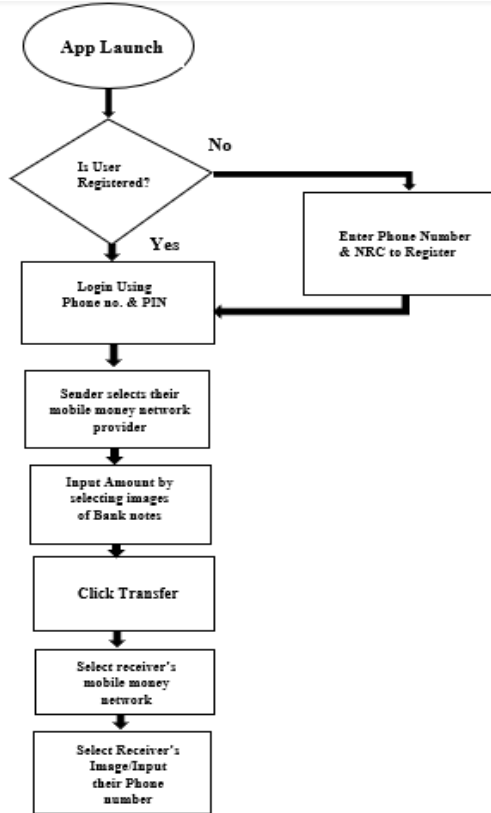 App Launch
Is User
Registered?
No
Yes
Enter Phone Number
& NRC to Register
Login Using
Phone no. & PIN
Sender selects their
mobile money network
provider
Input Amount by
selecting images
of Bank notes
Click Transfer
Select receiver's
mobile money
network
Select Receiver's
Image/Input
their Phone
number